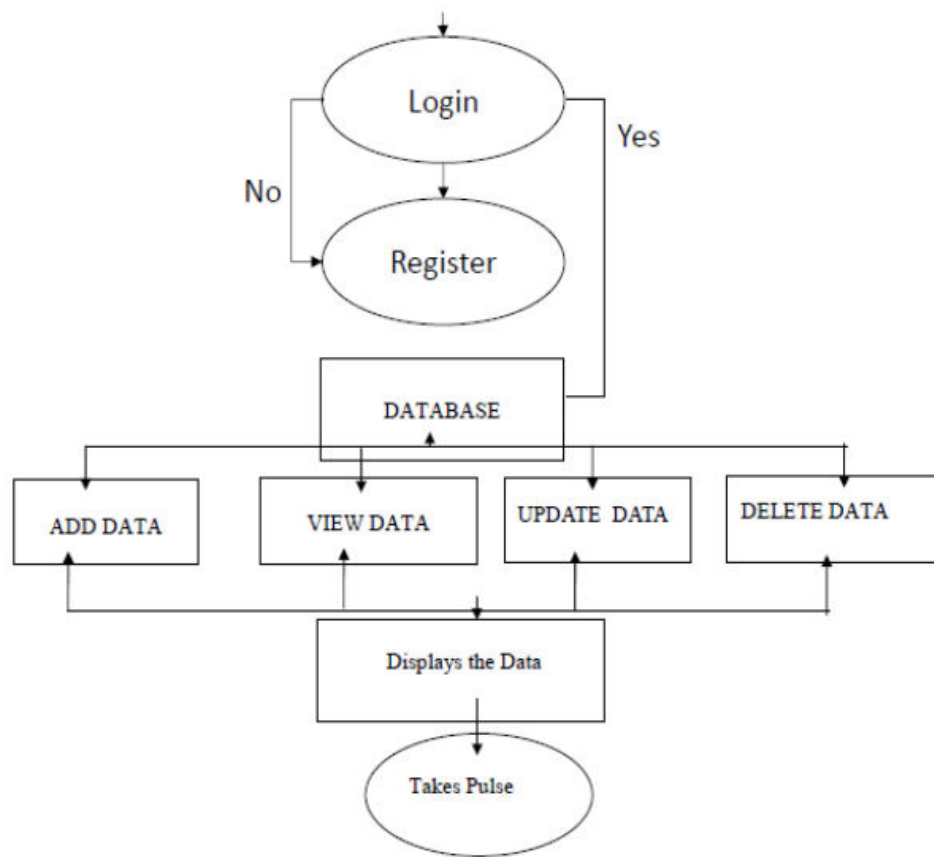 Login
Yes
No
Register
DATABASE
ADD DATA
VIEW DATA
UPDATE DATA
DELETE DATA
Displays the Data
Takes Pulse